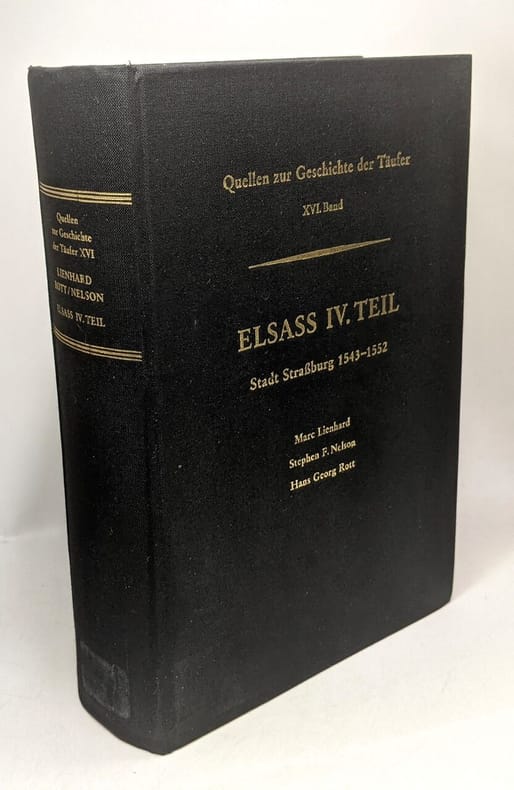 Quellen
zur Geschichte
der Täufer XVI
LIENHARD
ROTT/NELSON
ELSASS IV. TEIL
Quellen zur Geschichte der Täufer
XVI. Band
ELSASS IV. TEIL
Stadt Straßburg 1543–1552
Marc Lienhard
Stephen F. Nelson
Hans Georg Rott